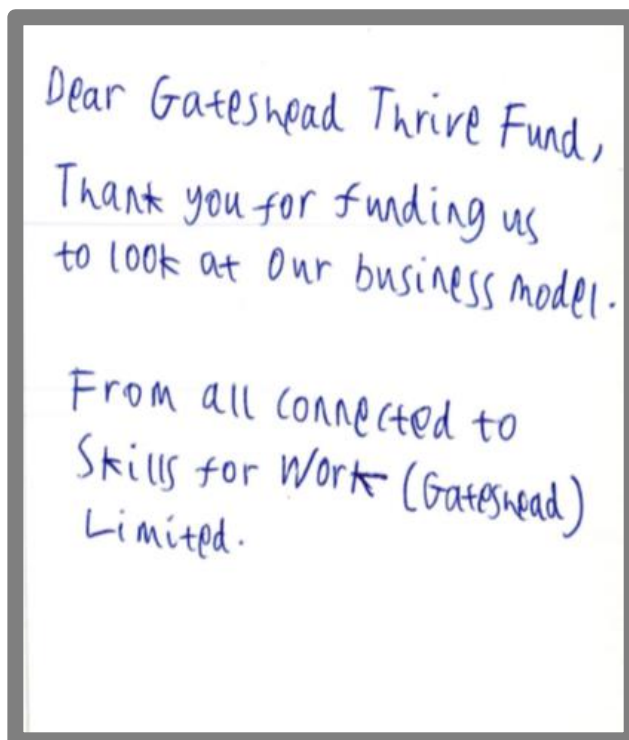 Dear Gateshead Thrive Fund,
Thank you for funding us
to look at our business model.
From all connected to
Skills for Work (Gateshead)
Limited.